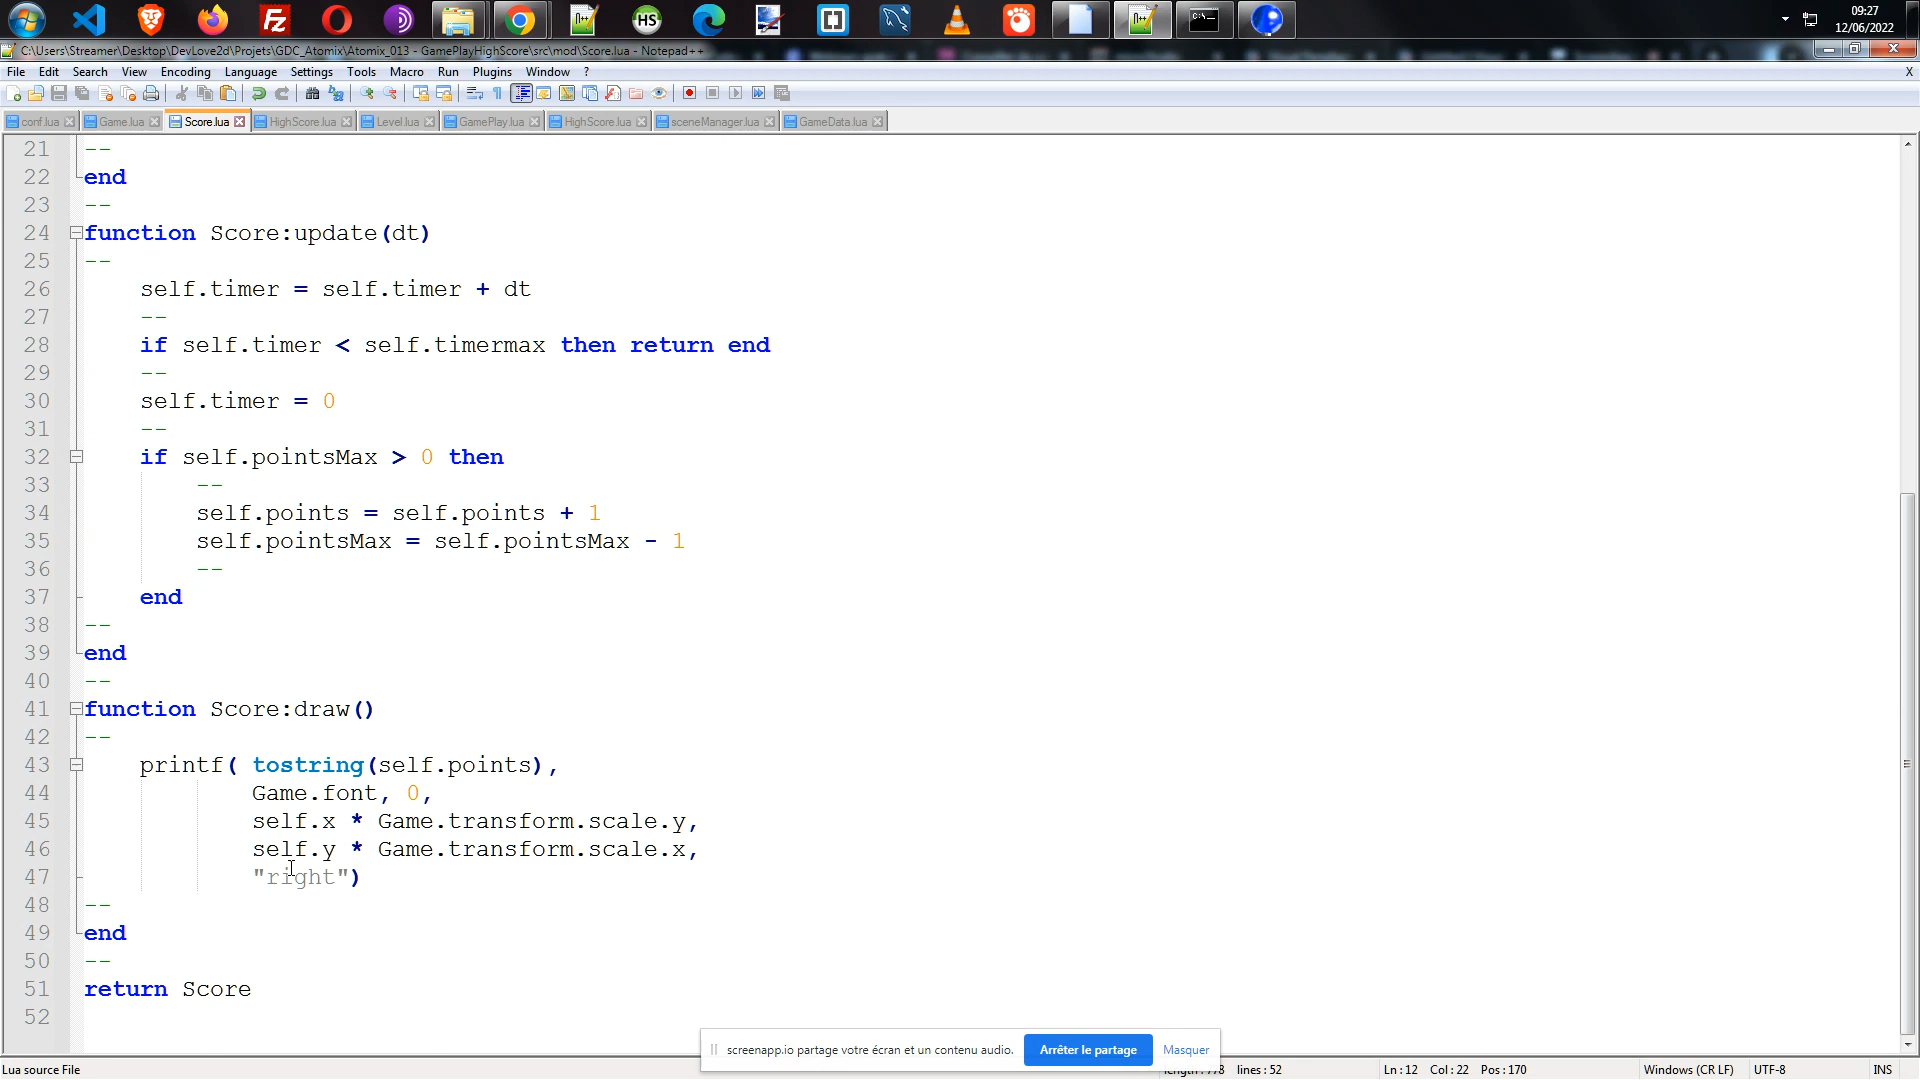 09:27
12/06/2022
C:\Users\Streamer\Desktop\DevLove2d\Projets\GDC_Atomix\Atomix_013 - GamePlayHighScore\src\mod\Score.lua - Notepad++
File Edit Search View Encoding Language Settings Tools Macro Run Plugins Window ? X
conf.lua Game.lua Score.lua HighScore.lua Level.lua GamePlay.lua HighScore.lua sceneManager.lua GameData.lua
21 --
22 end
23 --
24 function Score:update(dt)
25 --
26 self.timer = self.timer + dt
27 --
28 if self.timer < self.timermax then return end
29 --
30 self.timer = 0
31 --
32 if self.pointsMax > 0 then
33 --
34 self.points = self.points + 1
35 self.pointsMax = self.pointsMax - 1
36 --
37 end
38 --
39 end
40 --
41 function Score:draw()
42 --
43 printf( tostring(self.points),
44 Game.font, 0,
45 self.x * Game.transform.scale.y,
46 self.y * Game.transform.scale.x,
47 "right")
48 --
49 end
50 --
51 return Score
52
screenapp.io partage votre écran et un contenu audio. Arrêter le partage Masquer
Lua source File lines : 52 Ln : 12 Col : 22 Pos : 170 Windows (CR LF) UTF-8 INS